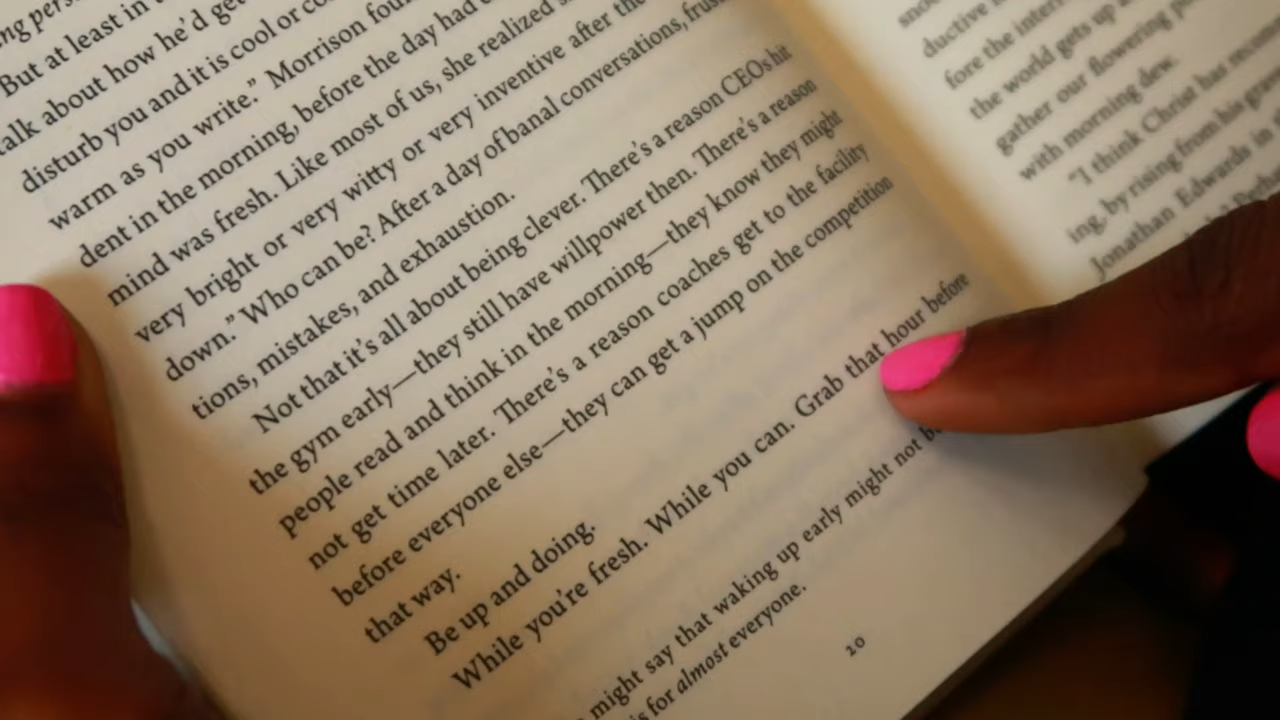 But at least in
talk about how he'd get
disturb you and it is cool or co
warm as you write." Morrison fou
dent in the morning, before the day had
mind was fresh. Like most of us, she realized s
very bright or very witty or very inventive after the
down." Who can be? After a day of banal conversations, frus
tions, mistakes, and exhaustion.
Not that it's all about being clever. There's a reason CEOs hit
the gym early—they still have willpower then. There's a reason
people read and think in the morning—they know they might
not get time later. There's a reason coaches get to the facility
before everyone else—they can get a jump on the competition
that way.
Be up and doing.
While you're fresh. While you can. Grab that hour before
might say that waking up early might not b
is for almost everyone.
20
ductive
fore the inter
the world gets up a
gather our flowering p
with morning dew.
"I think Christ has recom
ing, by rising from his grav
Jonathan Edwards in